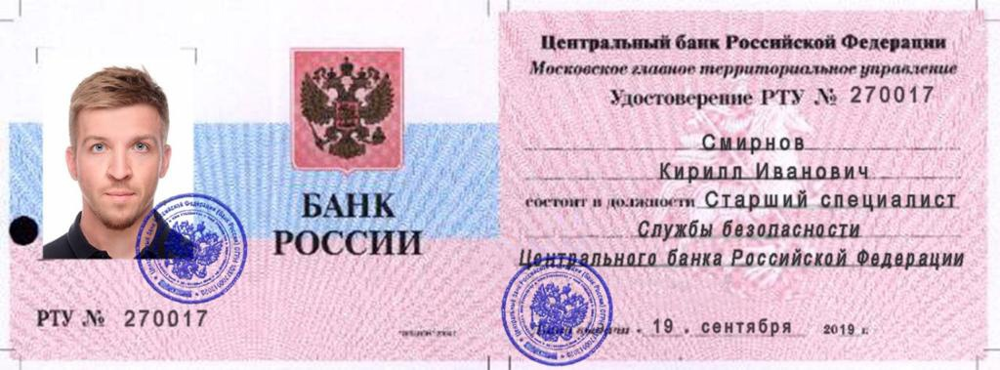 БАНК
РОССИИ
РТУ № 270017
Центральный банк Российской Федерации
Московское главное территориальное управление
Удостоверение РТУ № 270017
Смирнов
Кирилл Иванович
состоит в должности Старший специалист
Службы безопасности
Центрального банка Российской Федерации
19 . сентября 2019 г.